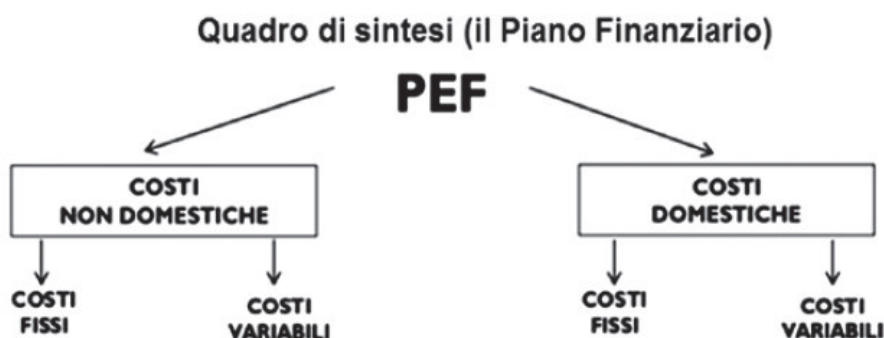 Quadro di sintesi (il Piano Finanziario)
PEF
COSTI
NON DOMESTICHE
COSTI
DOMESTICHE
COSTI
FISSI
COSTI
VARIABILI
COSTI
FISSI
COSTI
VARIABILI